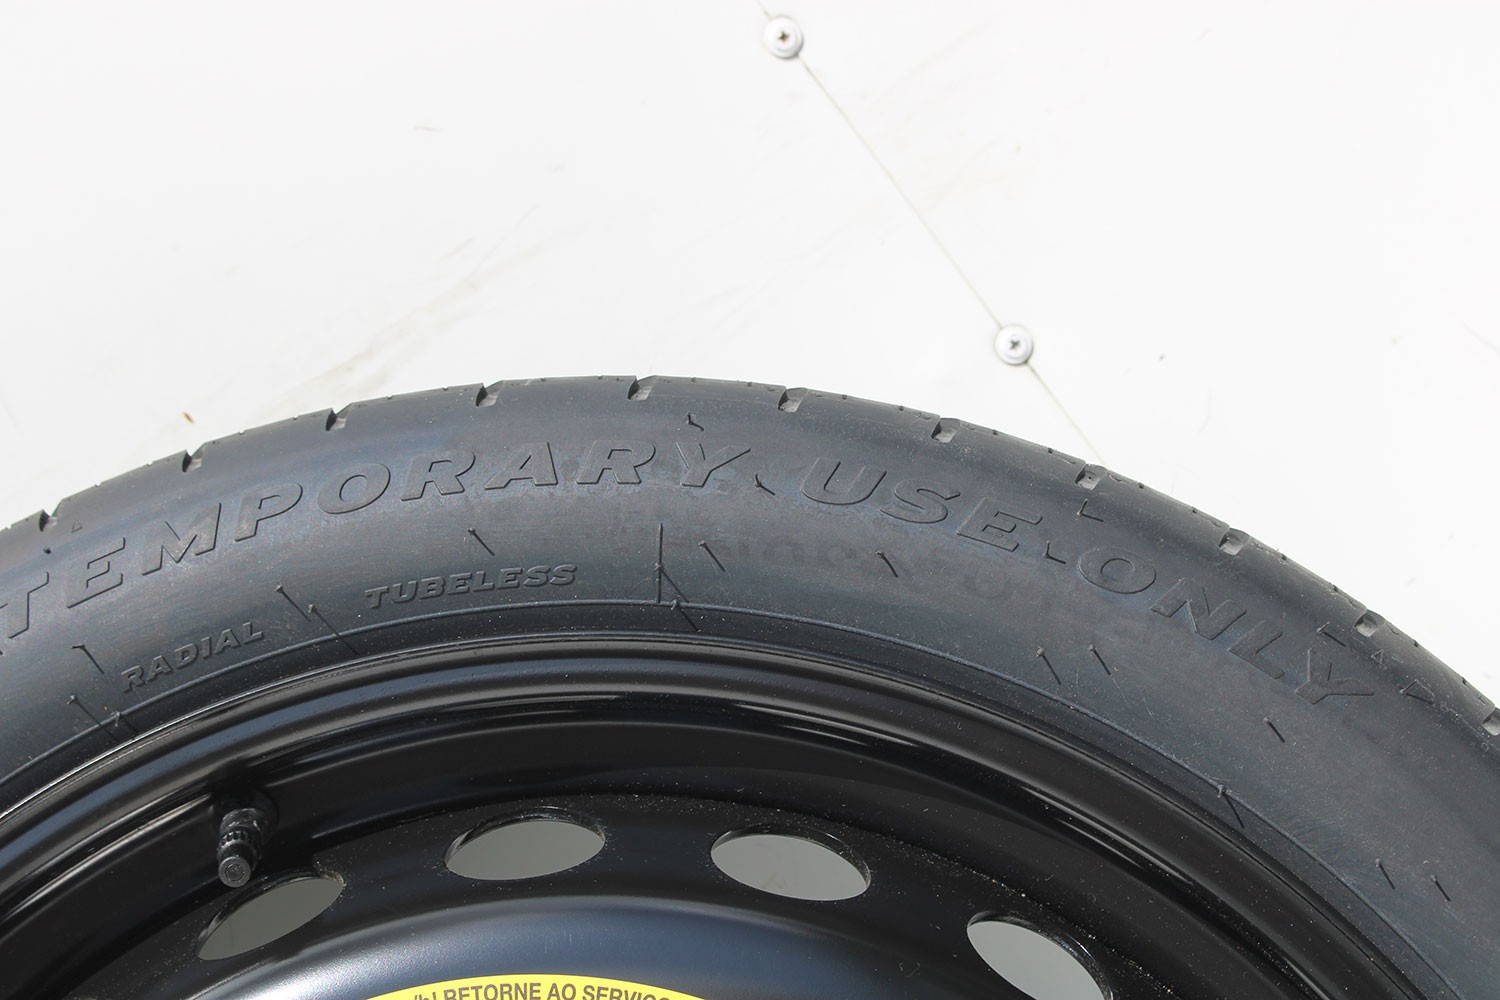 TEMPORARY USE ONLY
RADIAL TUBELESS
/h! RETORNE AO SERVIÇO